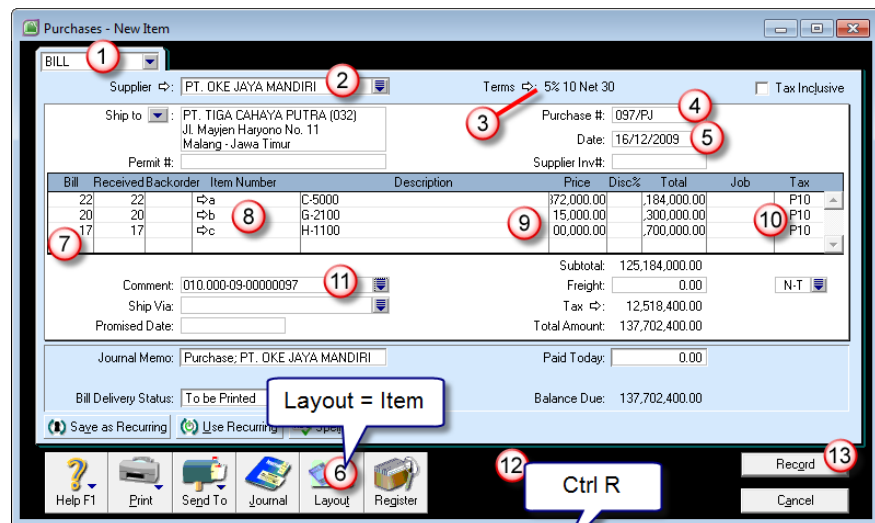 Purchases - New Item
BILL 1
Supplier ⇨: PT. OKE JAYA MANDIRI 2 Terms ⇨: 5% 10 Net 30 Tax Inclusive
3
Ship to : PT. TIGA CAHAYA PUTRA (032) Purchase #: 097/PJ 4
Jl. Mayjen Haryono No. 11 Date: 16/12/2009 5
Malang - Jawa Timur
Permit #: Supplier Inv#:
Bill Received Backorder Item Number Description Price Disc% Total Job Tax
22 22 ⇨a C-5000 372,000.00 ,184,000.00 P10
20 20 ⇨b G-2100 15,000.00 ,300,000.00 P10
17 17 ⇨c H-1100 00,000.00 ,700,000.00 P10
7 8 9 10
Subtotal: 125,184,000.00
Comment: 010.000-09-00000097 11 Freight: 0.00 N-T
Ship Via: Tax ⇨: 12,518,400.00
Promised Date: Total Amount: 137,702,400.00
Journal Memo: Purchase; PT. OKE JAYA MANDIRI Paid Today: 0.00
Bill Delivery Status: To be Printed Balance Due: 137,702,400.00
Layout = Item
Save as Recurring Use Recurring
6 12 Record 13
Help F1 Print Send To Journal Layout Register Cancel
Ctrl R